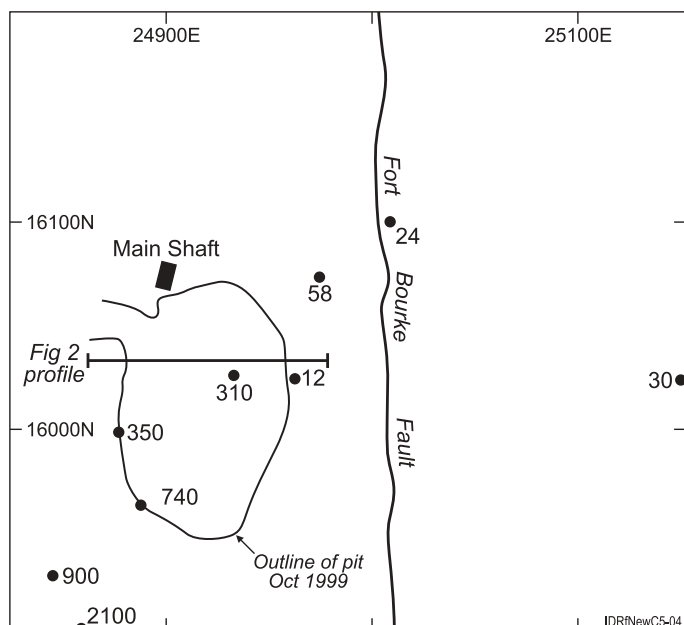 24900E
25100E
Fort
16100N
24
Main Shaft
58
Bourke
Fig 2
profile
310
12
30
16000N
350
Fault
740
Outline of pit
Oct 1999
900
2100
IDRfNewC5-04